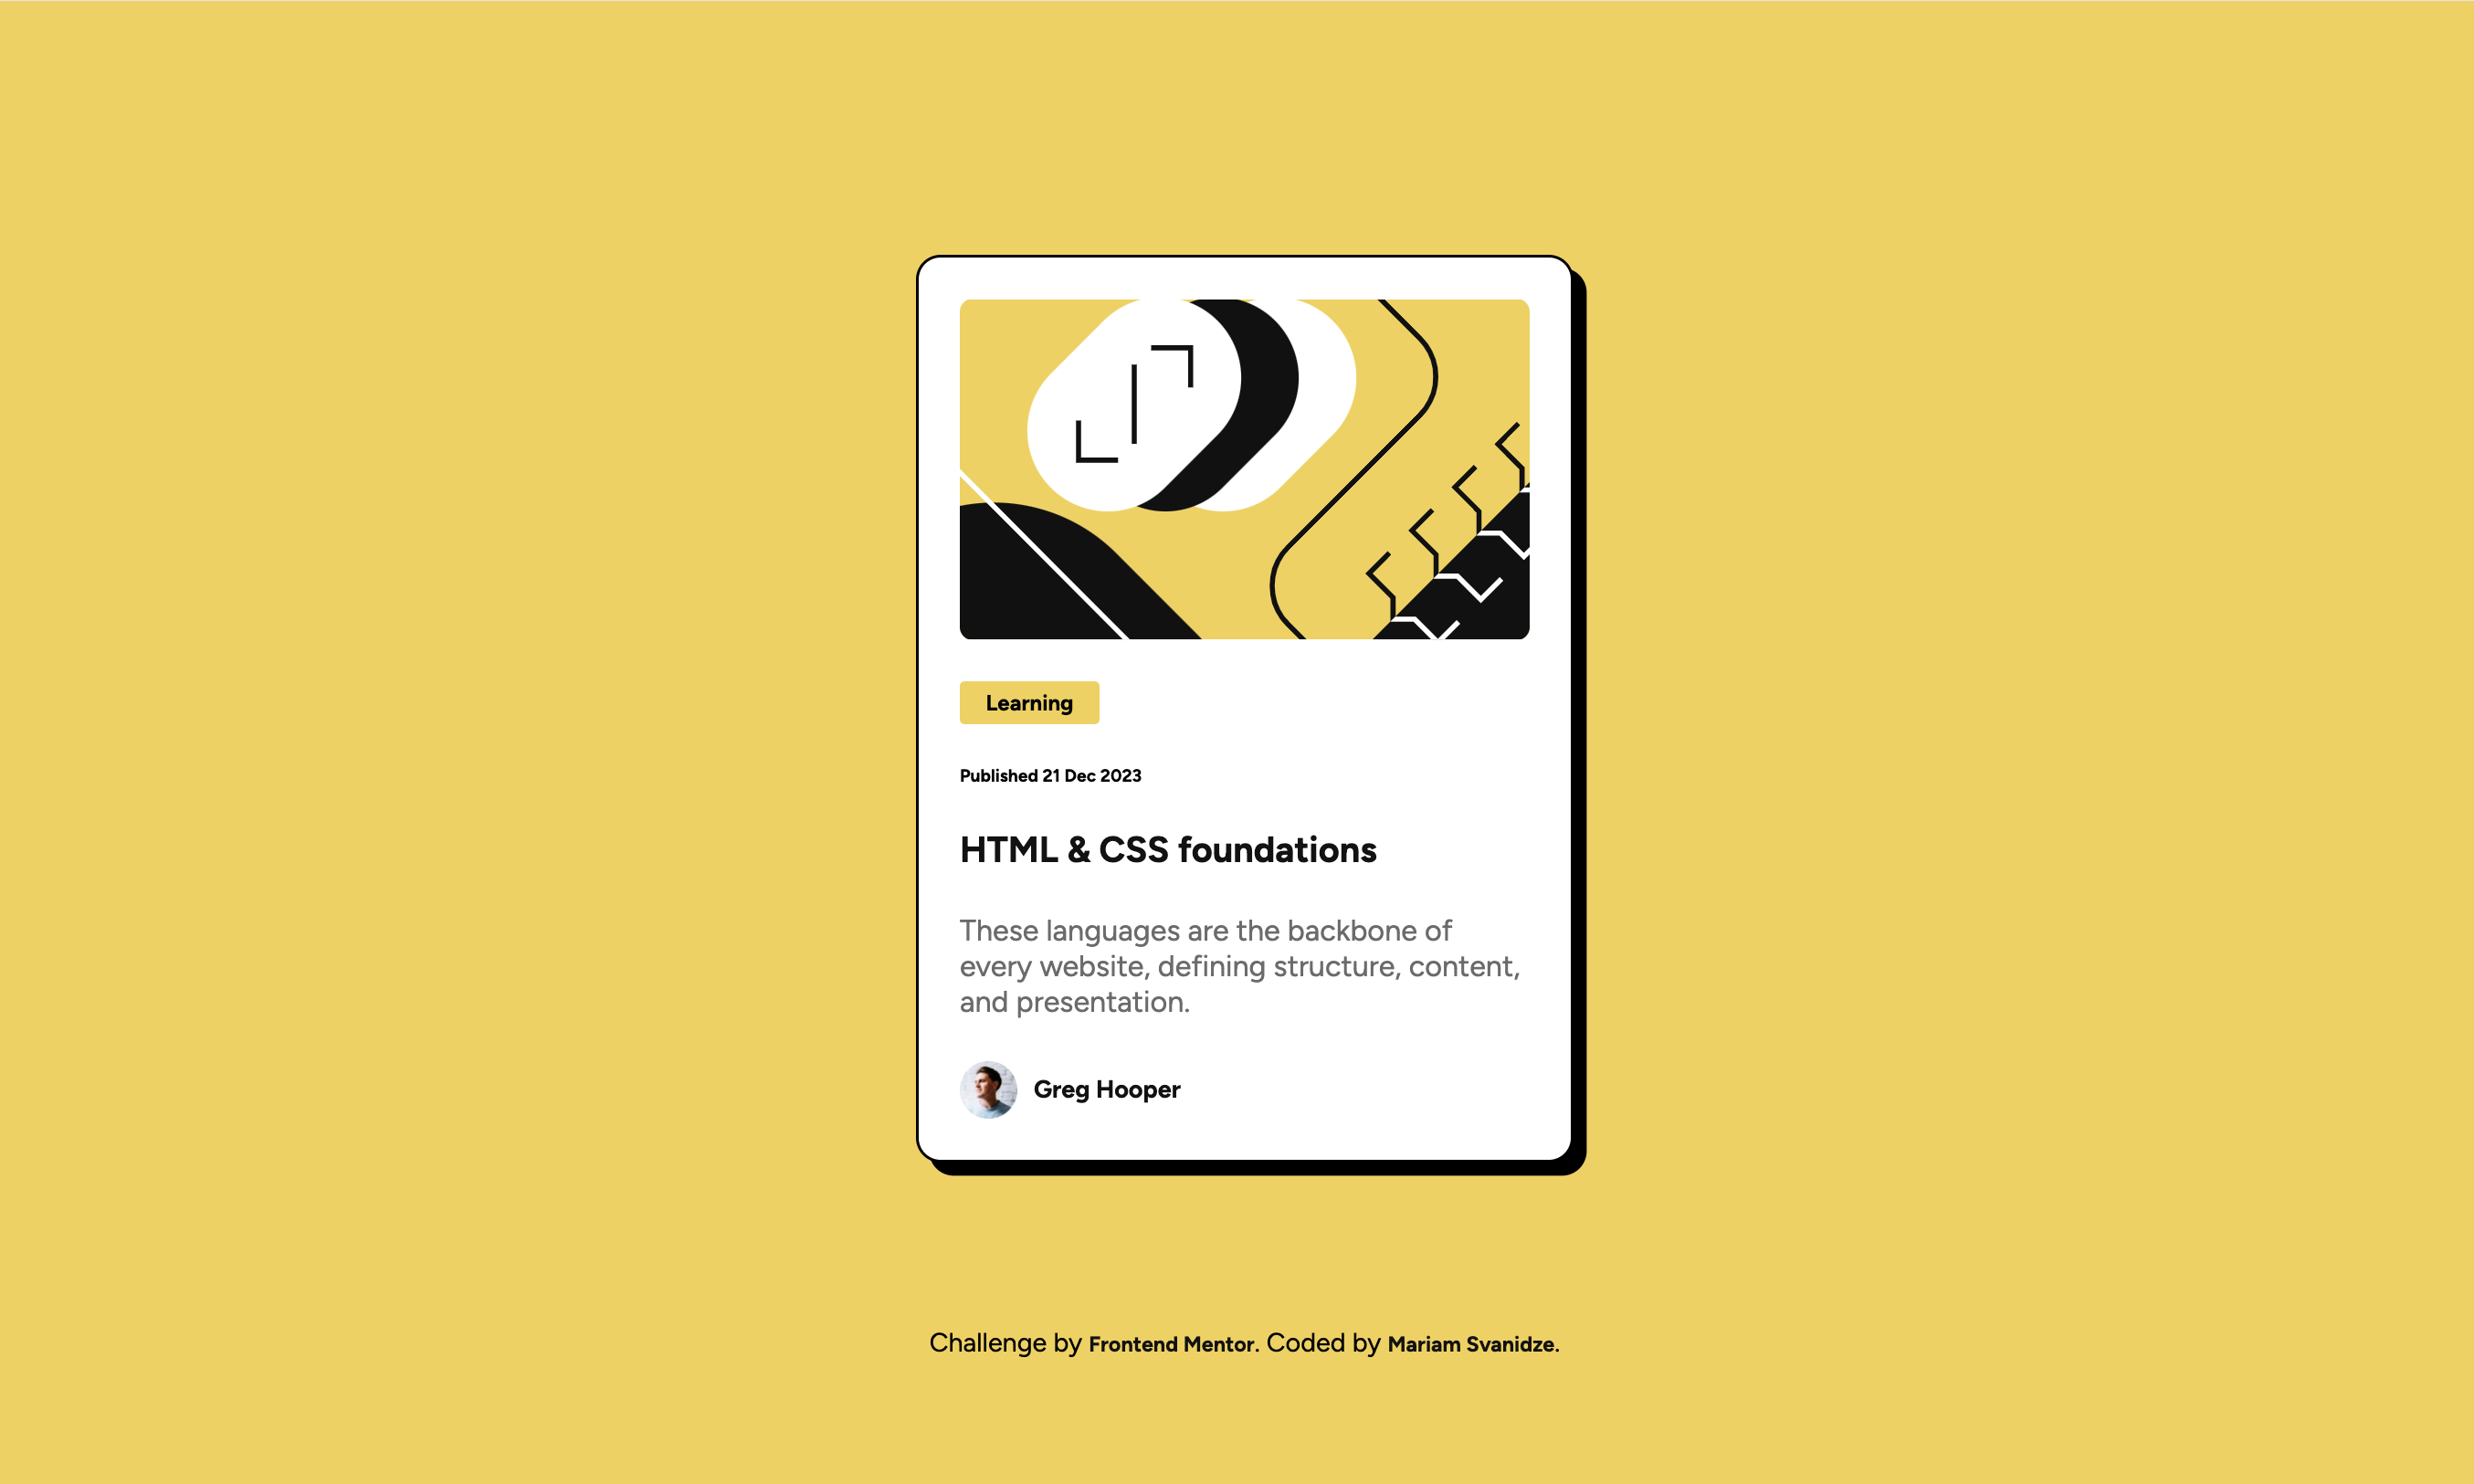 Learning
Published 21 Dec 2023
HTML & CSS foundations
These languages are the backbone of
every website, defining structure, content,
and presentation.
Greg Hooper
Challenge by Frontend Mentor. Coded by Mariam Svanidze.